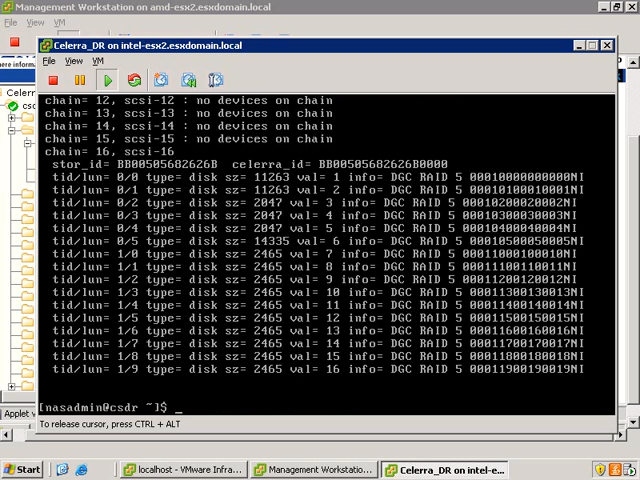 Management Workstation on amd-esx2.esxdomain.local
File View VM
Celerra_DR on intel-esx2.esxdomain.local
File View VM
here informa
Celerr
csd
chain= 12, scsi-12 : no devices on chain
chain= 13, scsi-13 : no devices on chain
chain= 14, scsi-14 : no devices on chain
chain= 15, scsi-15 : no devices on chain
chain= 16, scsi-16
stor_id= BB00505682626B celerra_id= BB00505682626B0000
tid/lun= 0/0 type= disk sz= 11263 val= 1 info= DGC RAID 5 00010000000000NI
tid/lun= 0/1 type= disk sz= 11263 val= 2 info= DGC RAID 5 00010100010001NI
tid/lun= 0/2 type= disk sz= 2047 val= 3 info= DGC RAID 5 00010200020002NI
tid/lun= 0/3 type= disk sz= 2047 val= 4 info= DGC RAID 5 00010300030003NI
tid/lun= 0/4 type= disk sz= 2047 val= 5 info= DGC RAID 5 00010400040004NI
tid/lun= 0/5 type= disk sz= 14335 val= 6 info= DGC RAID 5 00010500050005NI
tid/lun= 1/0 type= disk sz= 2465 val= 7 info= DGC RAID 5 00011000100010NI
tid/lun= 1/1 type= disk sz= 2465 val= 8 info= DGC RAID 5 00011100110011NI
tid/lun= 1/2 type= disk sz= 2465 val= 9 info= DGC RAID 5 00011200120012NI
tid/lun= 1/3 type= disk sz= 2465 val= 10 info= DGC RAID 5 00011300130013NI
tid/lun= 1/4 type= disk sz= 2465 val= 11 info= DGC RAID 5 00011400140014NI
tid/lun= 1/5 type= disk sz= 2465 val= 12 info= DGC RAID 5 00011500150015NI
tid/lun= 1/6 type= disk sz= 2465 val= 13 info= DGC RAID 5 00011600160016NI
tid/lun= 1/7 type= disk sz= 2465 val= 14 info= DGC RAID 5 00011700170017NI
tid/lun= 1/8 type= disk sz= 2465 val= 15 info= DGC RAID 5 00011800180018NI
tid/lun= 1/9 type= disk sz= 2465 val= 16 info= DGC RAID 5 00011900190019NI
[nasadmin@csdr ~]$ _
Applet v
To release cursor, press CTRL + ALT
Start
localhost - VMware Infra...
Management Workstatio...
Celerra_DR on intel-e...